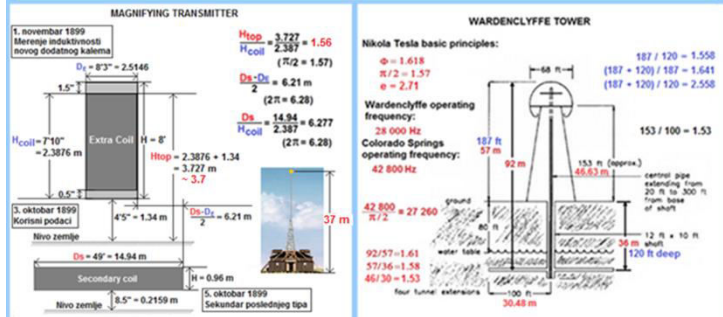 MAGNIFYING TRANSMITTER
1. novembar 1899
Merenje induktivnosti
novog dodatnog kalema
DE = 8'3" = 2.5146
1.5"
Hcoil = 7'10"
= 2.3876 m
Extra Coil
H = 8'
Htop = 2.3876 + 1.34
= 3.727 m
~ 3.7
0.5"
3. oktobar 1899
Korisni podaci
4'5" = 1.34 m
Ds-DE/2 = 6.21 m
Nivo zemlje
Ds = 49' = 14.94 m
Secondary coil
H = 0.96 m
8.5" = 0.2159 m
Nivo zemlje
5. oktobar 1899
Sekundar poslednjeg tipa
Htop/Hcoil = 3.727/2.387 = 1.56
(π/2 = 1.57)
Ds-DE/2 = 6.21 m
(2π = 6.28)
Ds/Hcoil = 14.94/2.387 = 6.277
(2π = 6.28)
37 m
WARDENCLYFFE TOWER
Nikola Tesla basic principles:
Φ = 1.618
π/2 = 1.57
e = 2.71
Wardenclyffe operating
frequency:
28 000 Hz
Colorado Springs
operating frequency:
42 800 Hz
42 800/π/2 = 27 260
92/57=1.61
57/36=1.58
46/30=1.53
187 / 120 = 1.558
(187 + 120) / 187 = 1.641
(187 + 120) / 120 = 2.558
153 / 100 = 1.53
68 ft.
187 ft
57 m
92 m
153 ft (approx.)
46.63 m
central pipe
extending from
20 ft to 300 ft
from base
of shaft
ground
80 ft
water table
12 ft × 10 ft
shaft
36 m
120 ft deep
four tunnel extensions
100 ft
30.48 m